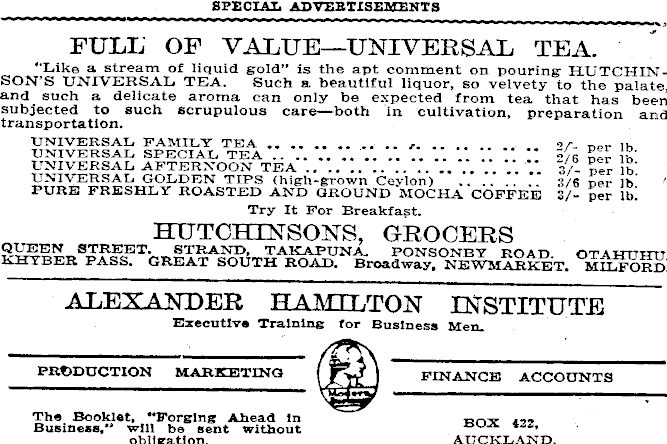 SPECIAL ADVERTISEMENTS
FULL OF VALUE—UNIVERSAL TEA.
"Like a stream of liquid gold" is the apt comment on pouring HUTCHIN-
SON'S UNIVERSAL TEA. Such a beautiful liquor, so velvety to the palate,
and such a delicate aroma can only be expected from tea that has been
subjected to such scrupulous care—both in cultivation, preparation and
transportation.
UNIVERSAL FAMILY TEA .. .. .. .. .. .. .. .. .. .. .. 2/- per lb.
UNIVERSAL SPECIAL TEA .. .. .. .. .. .. .. .. .. .. .. 2/6 per lb.
UNIVERSAL AFTERNOON TEA .. .. .. .. .. .. .. .. .. .. 3/- per lb.
UNIVERSAL GOLDEN TIPS (high-grown Ceylon) .. .. .. .. 3/6 per lb.
PURE FRESHLY ROASTED AND GROUND MOCHA COFFEE 3/- per lb.
Try It For Breakfast.
HUTCHINSONS, GROCERS
QUEEN STREET. STRAND, TAKAPUNA. PONSONBY ROAD. OTAHUHU.
KHYBER PASS. GREAT SOUTH ROAD. Broadway, NEWMARKET. MILFORD.
ALEXANDER HAMILTON INSTITUTE
Executive Training for Business Men.
PRODUCTION MARKETING
FINANCE ACCOUNTS
Modern
The Booklet, "Forging Ahead in
Business," will be sent without
obligation.
BOX 422,
AUCKLAND.